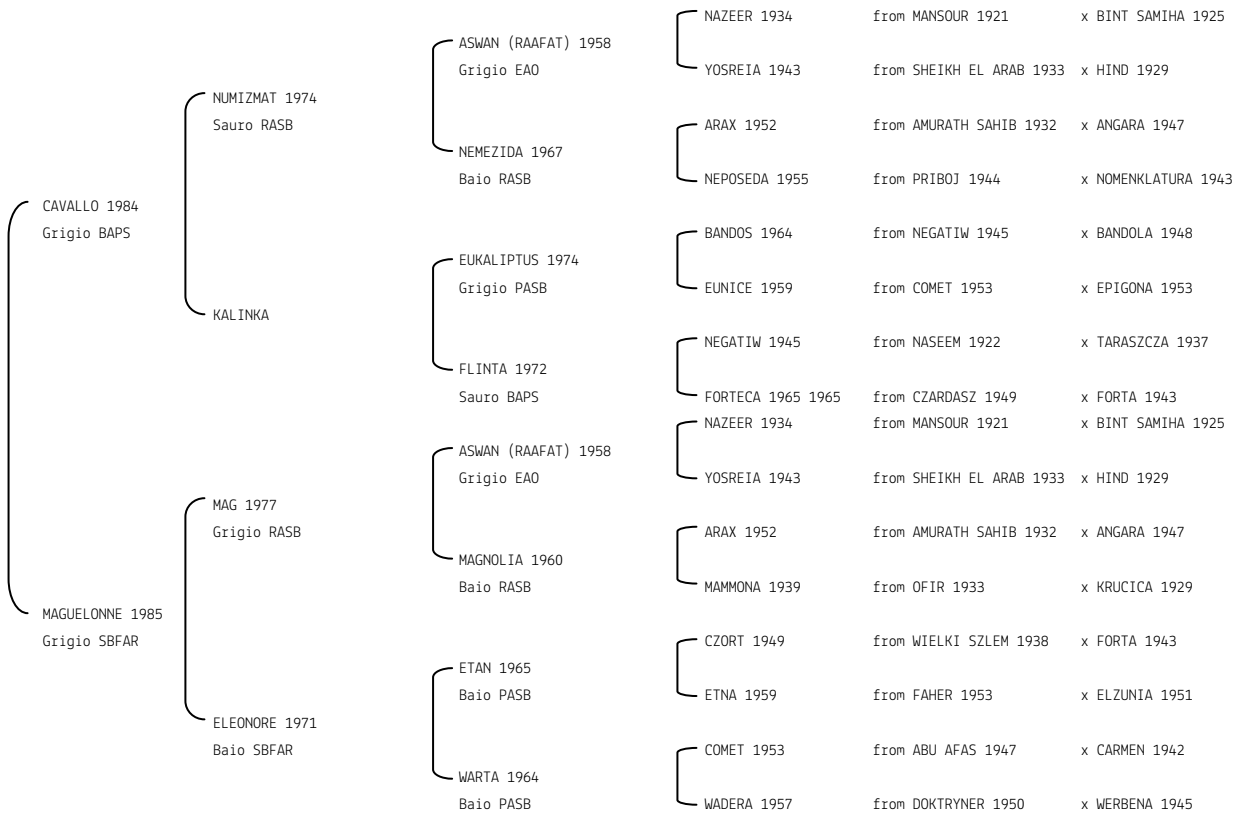 NAZEER 1934 from MANSOUR 1921 x BINT SAMIHA 1925
ASWAN (RAAFAT) 1958
Grigio EAO
YOSREIA 1943 from SHEIKH EL ARAB 1933 x HIND 1929
NUMIZMAT 1974
Sauro RASB
ARAX 1952 from AMURATH SAHIB 1932 x ANGARA 1947
NEMEZIDA 1967
Baio RASB
NEPOSEDA 1955 from PRIBOJ 1944 x NOMENKLATURA 1943
CAVALLO 1984
Grigio BAPS
BANDOS 1964 from NEGATIW 1945 x BANDOLA 1948
EUKALIPTUS 1974
Grigio PASB
EUNICE 1959 from COMET 1953 x EPIGONA 1953
KALINKA
NEGATIW 1945 from NASEEM 1922 x TARASZCZA 1937
FLINTA 1972
Sauro BAPS
FORTECA 1965 1965 from CZARDASZ 1949 x FORTA 1943
NAZEER 1934 from MANSOUR 1921 x BINT SAMIHA 1925
ASWAN (RAAFAT) 1958
Grigio EAO
YOSREIA 1943 from SHEIKH EL ARAB 1933 x HIND 1929
MAG 1977
Grigio RASB
ARAX 1952 from AMURATH SAHIB 1932 x ANGARA 1947
MAGNOLIA 1960
Baio RASB
MAMMONA 1939 from OFIR 1933 x KRUCICA 1929
MAGUELONNE 1985
Grigio SBFAR
CZORT 1949 from WIELKI SZLEM 1938 x FORTA 1943
ETAN 1965
Baio PASB
ETNA 1959 from FAHER 1953 x ELZUNIA 1951
ELEONORE 1971
Baio SBFAR
COMET 1953 from ABU AFAS 1947 x CARMEN 1942
WARTA 1964
Baio PASB
WADERA 1957 from DOKTRYNER 1950 x WERBENA 1945